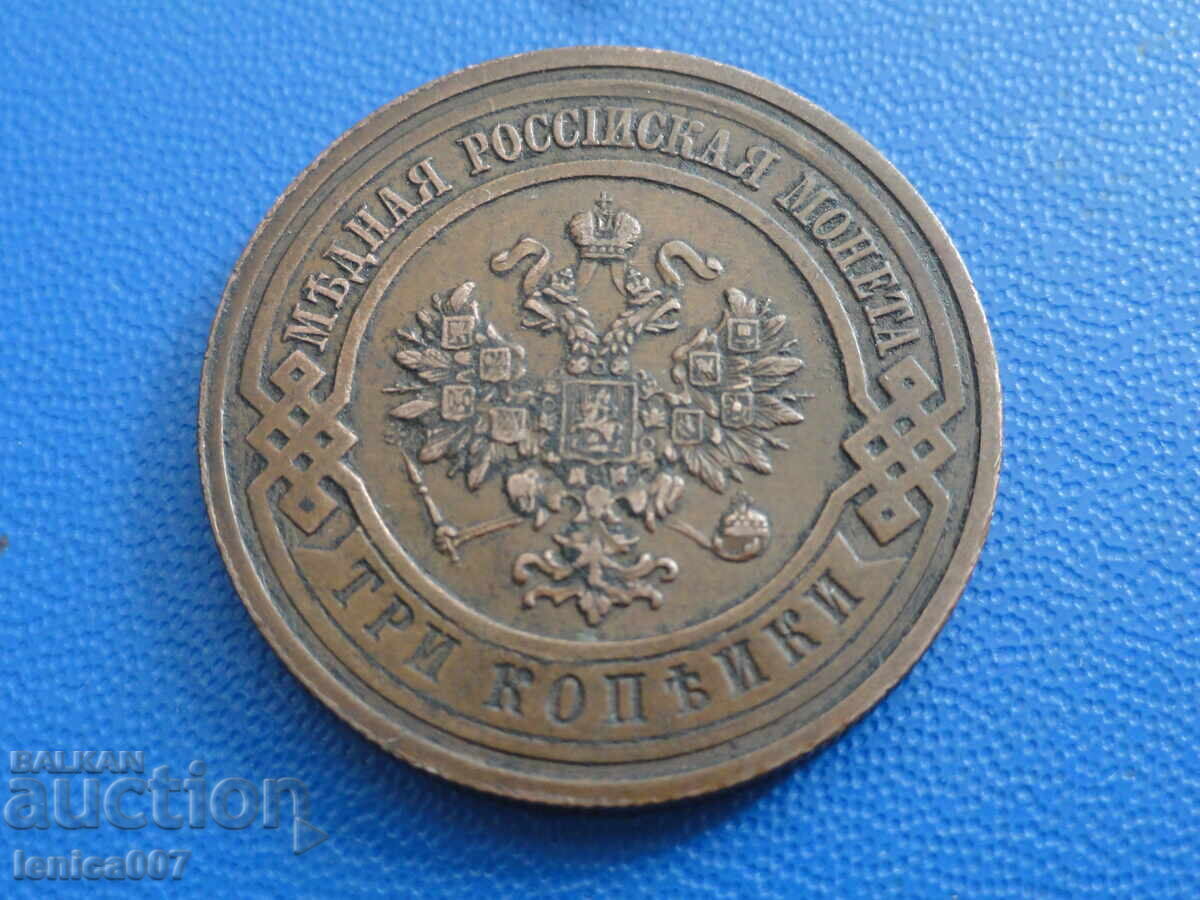 МѢДНАЯ РОССІЙСКАЯ МОНЕТА
ТРИ КОПѢЙКИ
BALKAN
auction
lenica007